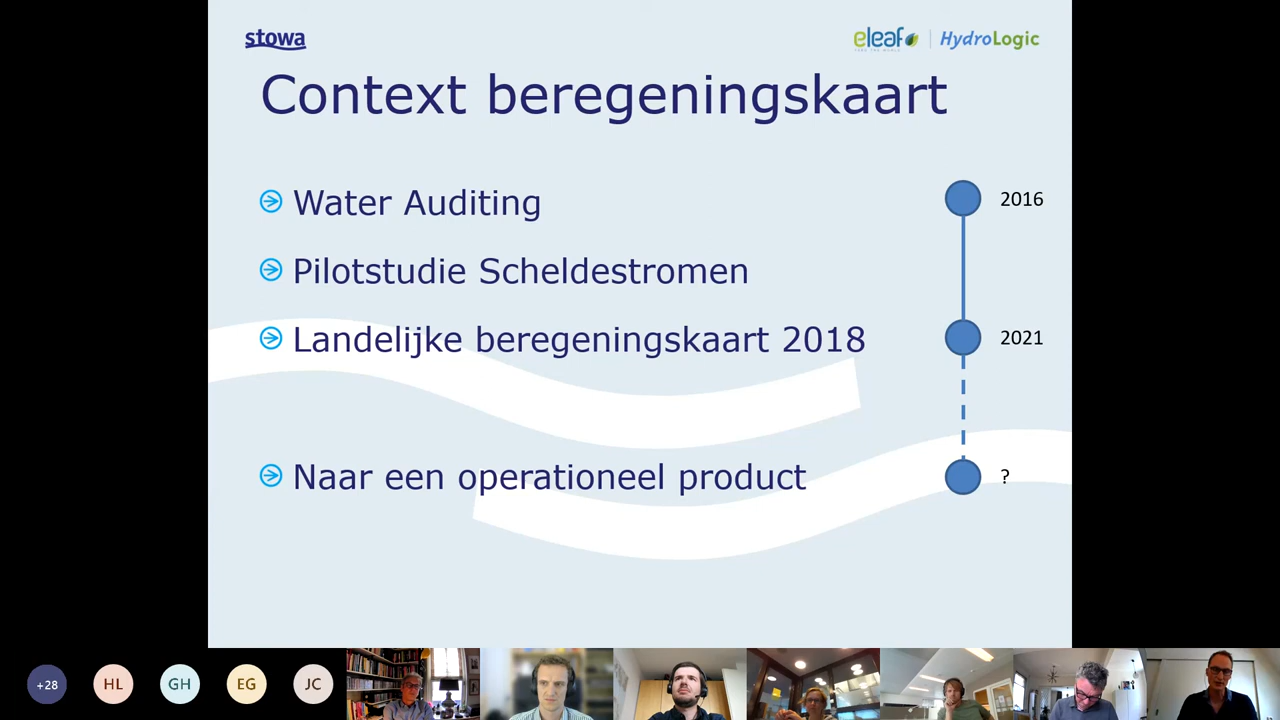 stowa
eleaf
HydroLogic
Context beregeningskaart
Water Auditing
2016
Pilotstudie Scheldestromen
Landelijke beregeningskaart 2018
2021
Naar een operationeel product
?
+28
HL
GH
EG
JC